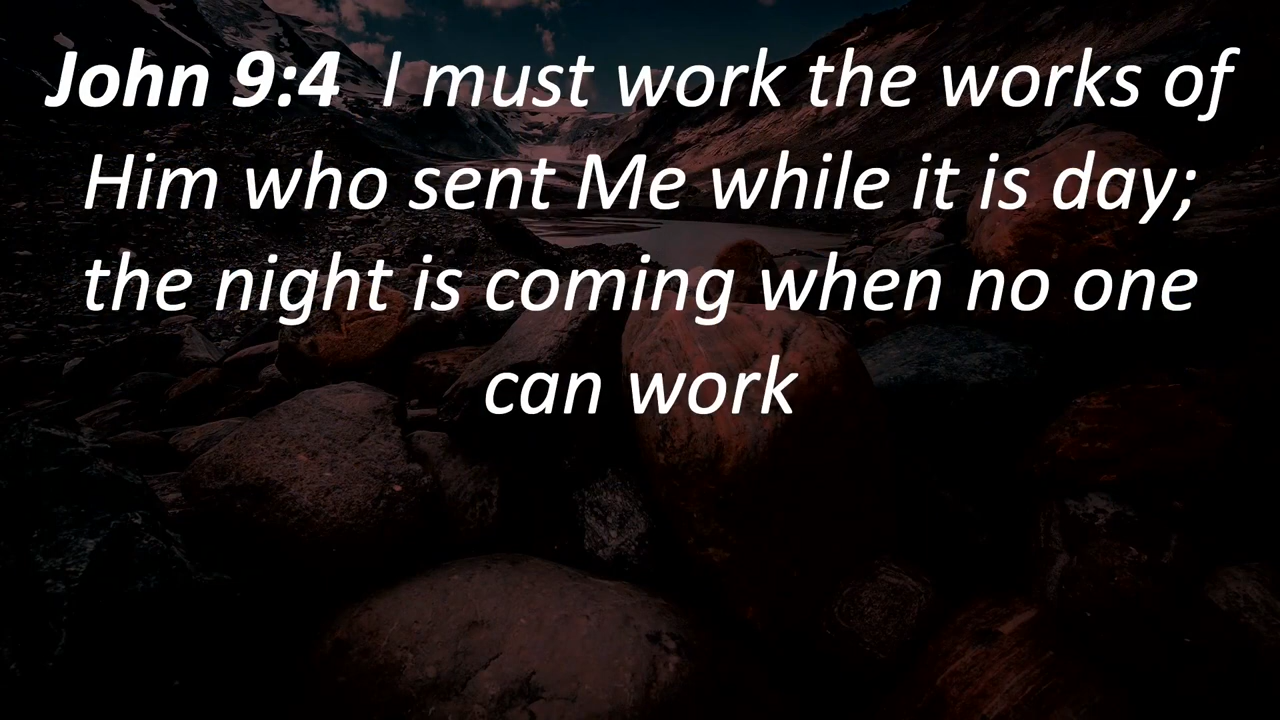 John 9:4 I must work the works of
Him who sent Me while it is day;
the night is coming when no one
can work